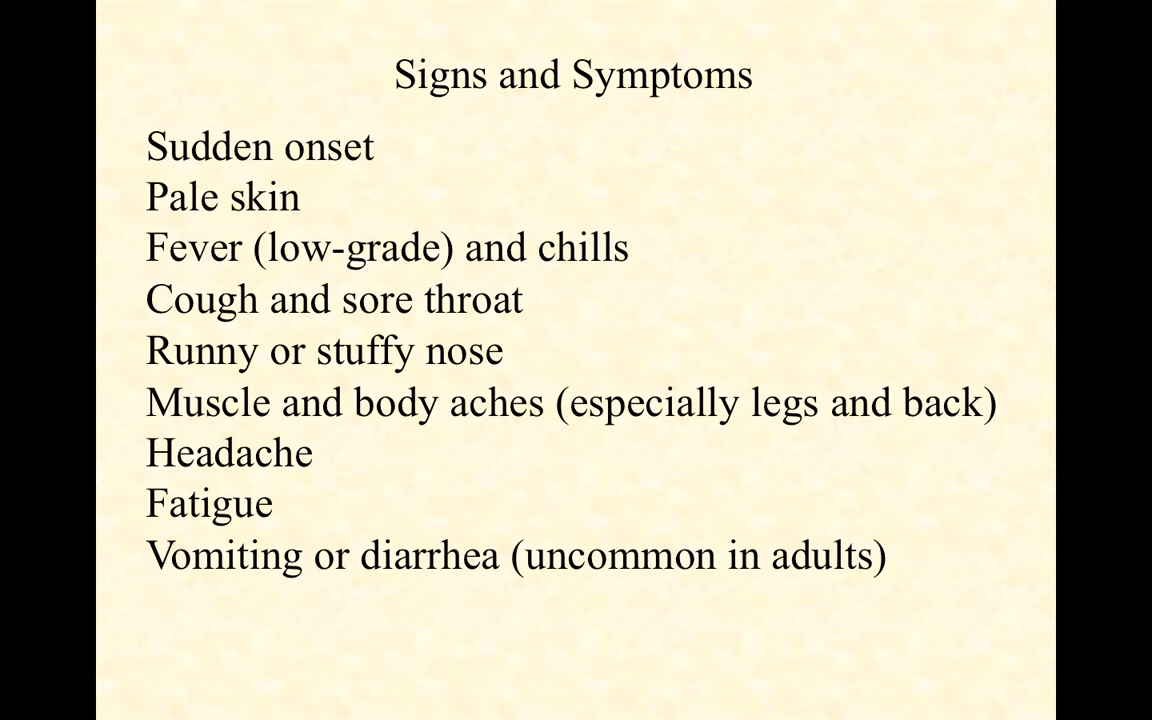 Signs and Symptoms
Sudden onset
Pale skin
Fever (low-grade) and chills
Cough and sore throat
Runny or stuffy nose
Muscle and body aches (especially legs and back)
Headache
Fatigue
Vomiting or diarrhea (uncommon in adults)